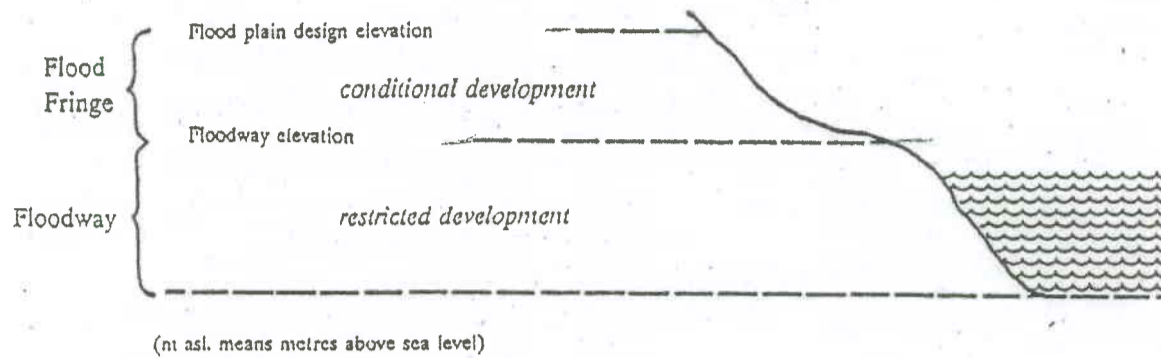 Flood plain design elevation
Flood
Fringe
conditional development
Floodway elevation
Floodway
restricted development
(m asl. means metres above sea level)